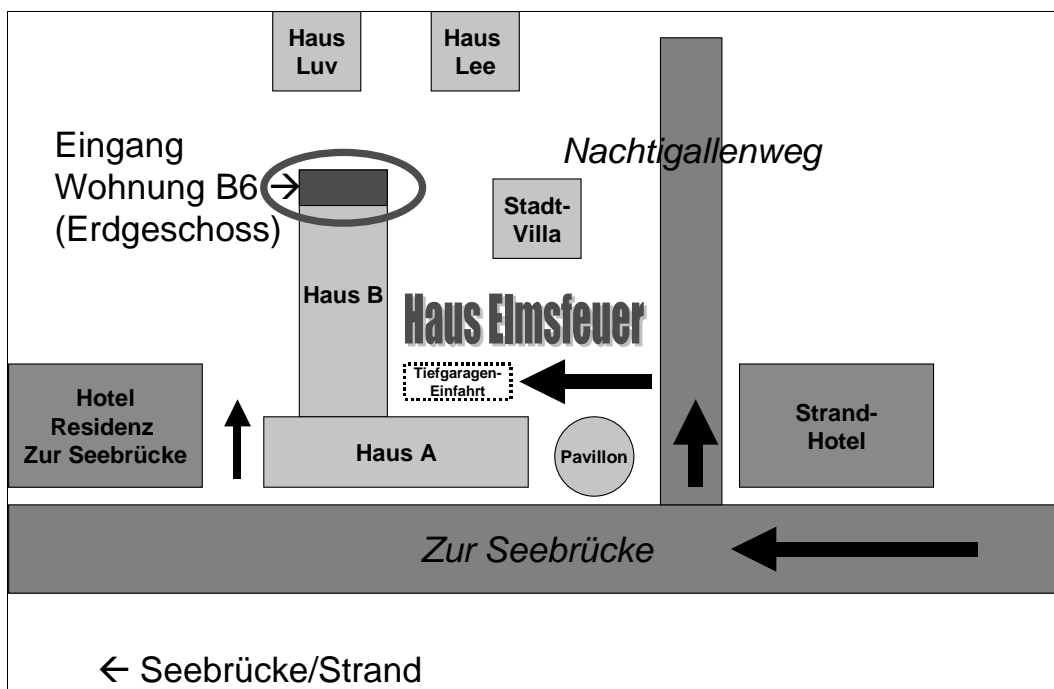 Haus
Luv
Haus
Lee
Nachtigallenweg
Eingang
Wohnung B6 →
(Erdgeschoss)
Stadt-
Villa
Haus B
Haus Elmsfeuer
Tiefgaragen-
Einfahrt
Hotel
Residenz
Zur Seebrücke
Haus A
Pavillon
Strand-
Hotel
Zur Seebrücke
← Seebrücke/Strand